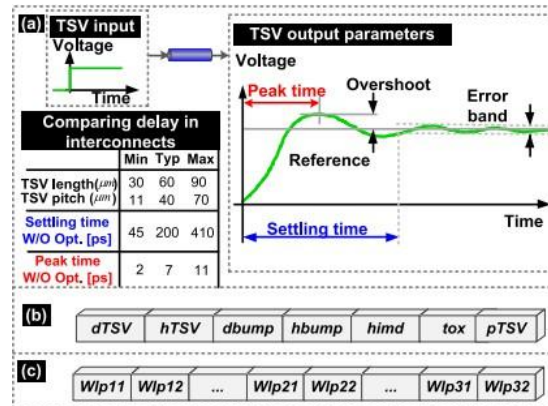 (a)
TSV input
Voltage
Time
TSV output parameters
Voltage
Peak time
Overshoot
Error
band
Reference
Time
Settling time
Comparing delay in
interconnects
Min Typ Max
TSV length(μm) 30 60 90
TSV pitch (μm) 11 40 70
Settling time
W/O Opt. [ps] 45 200 410
Peak time
W/O Opt. [ps] 2 7 11
(b)
dTSV hTSV dbump hbump himd tox pTSV
(c)
Wlp11 Wlp12 ... Wlp21 Wlp22 ... Wlp31 Wlp32